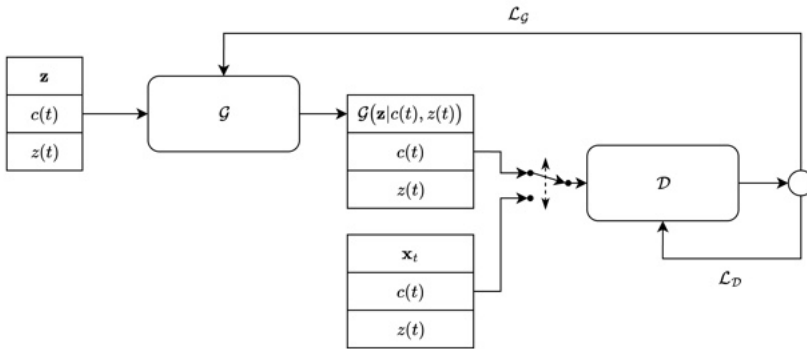 ℒ_𝒢
𝐳
c(t)
z(t)
𝒢
𝒢(𝐳|c(t), z(t))
c(t)
z(t)
𝒟
𝐱_t
c(t)
z(t)
ℒ_𝒟